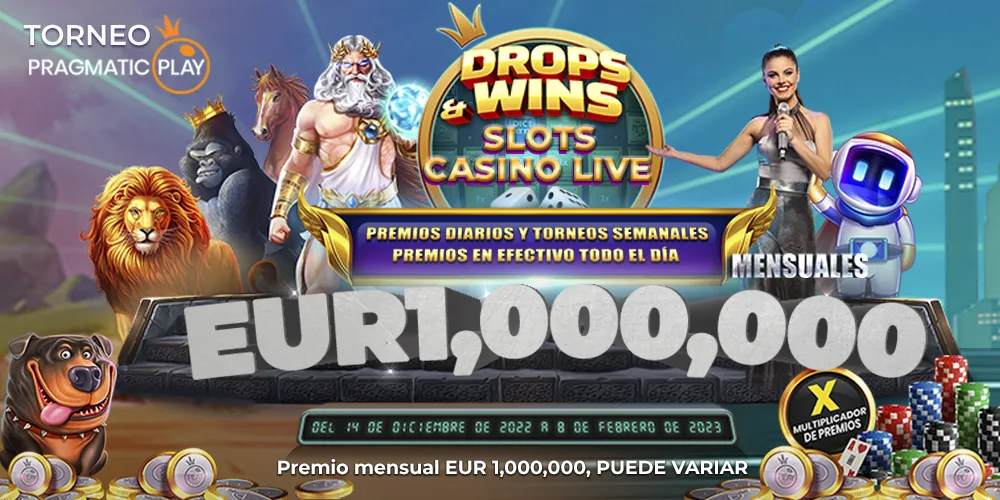 TORNEO
PRAGMATIC PLAY
DROPS
& WINS
SLOTS
CASINO LIVE
PREMIOS DIARIOS Y TORNEOS SEMANALES
PREMIOS EN EFECTIVO TODO EL DÍA
MENSUALES
EUR1,000,000
X
MULTIPLICADOR
DE PREMIOS
DEL 14 DE DICIEMBRE DE 2022 A 8 DE FEBRERO DE 2023
Premio mensual EUR 1,000,000, PUEDE VARIAR